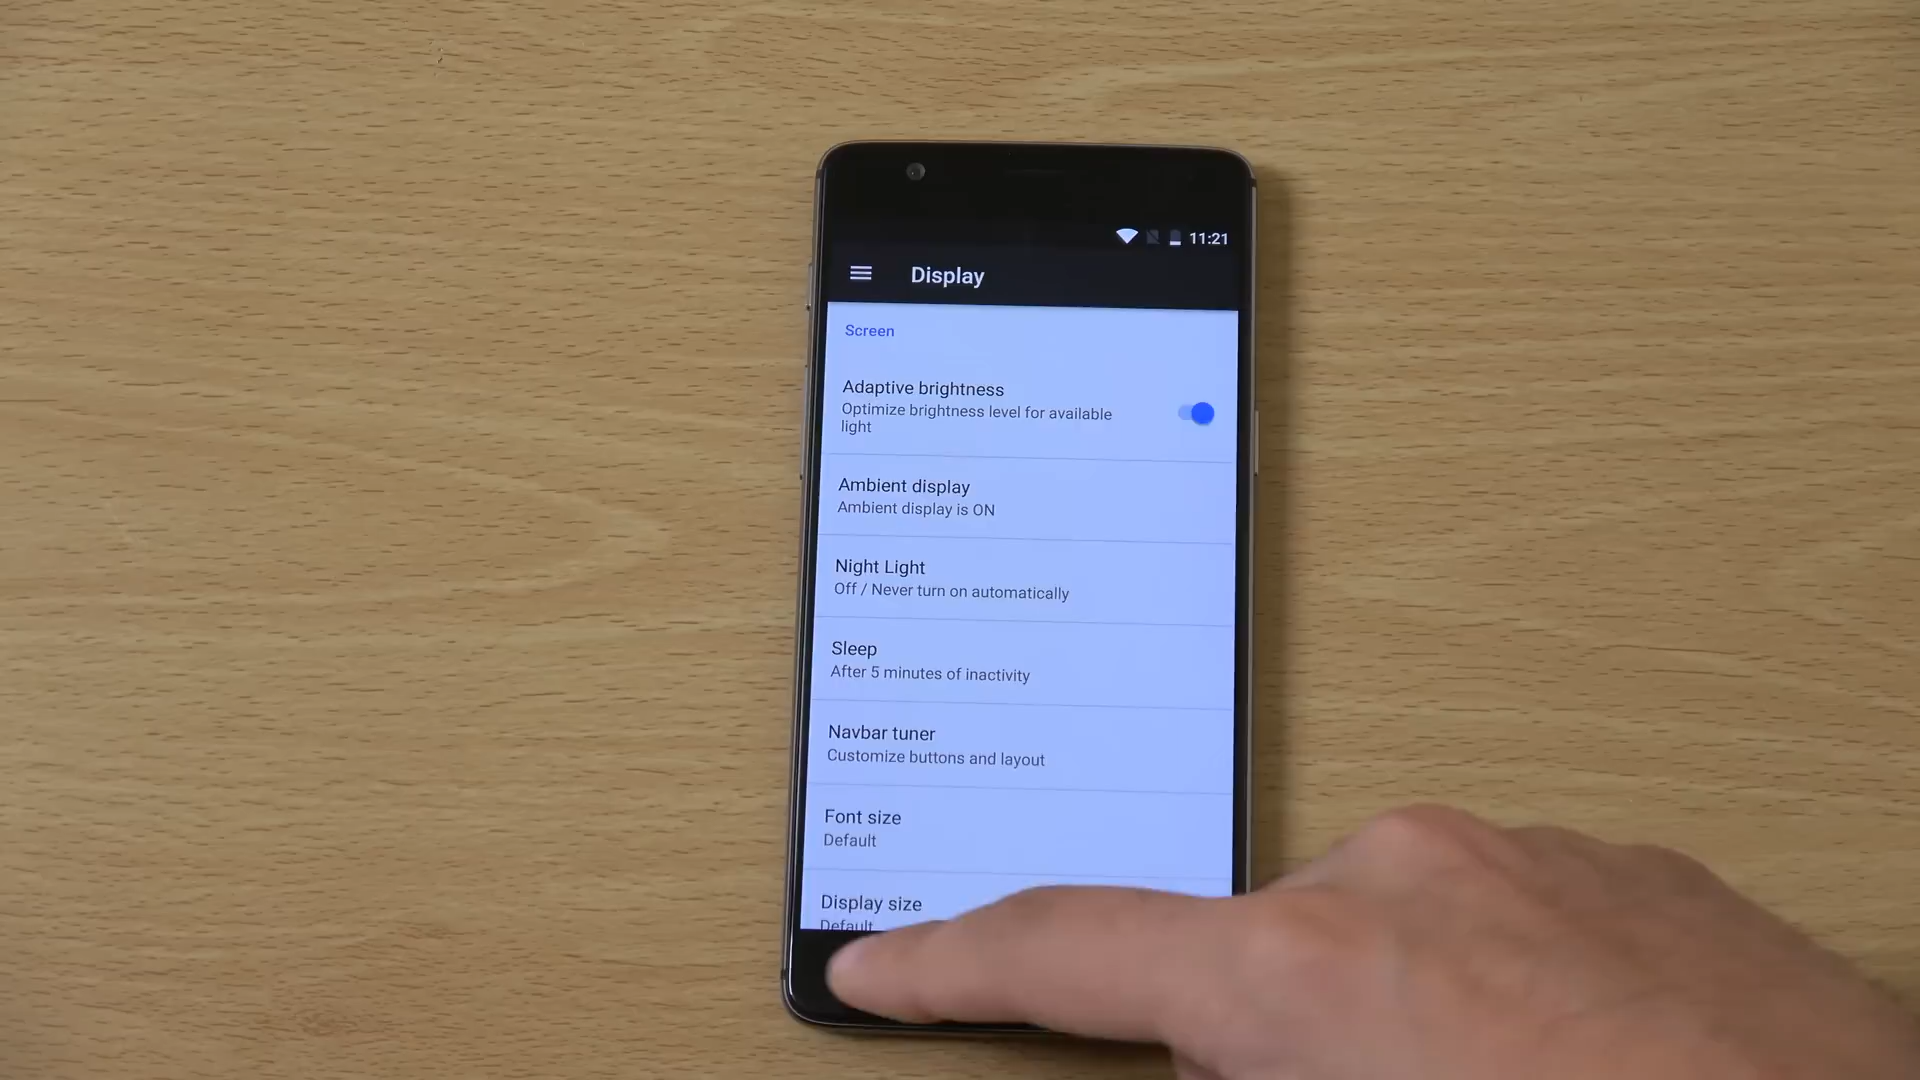 11:21
Display
Screen
Adaptive brightness
Optimize brightness level for available
light
Ambient display
Ambient display is ON
Night Light
Off / Never turn on automatically
Sleep
After 5 minutes of inactivity
Navbar tuner
Customize buttons and layout
Font size
Default
Display size
Default